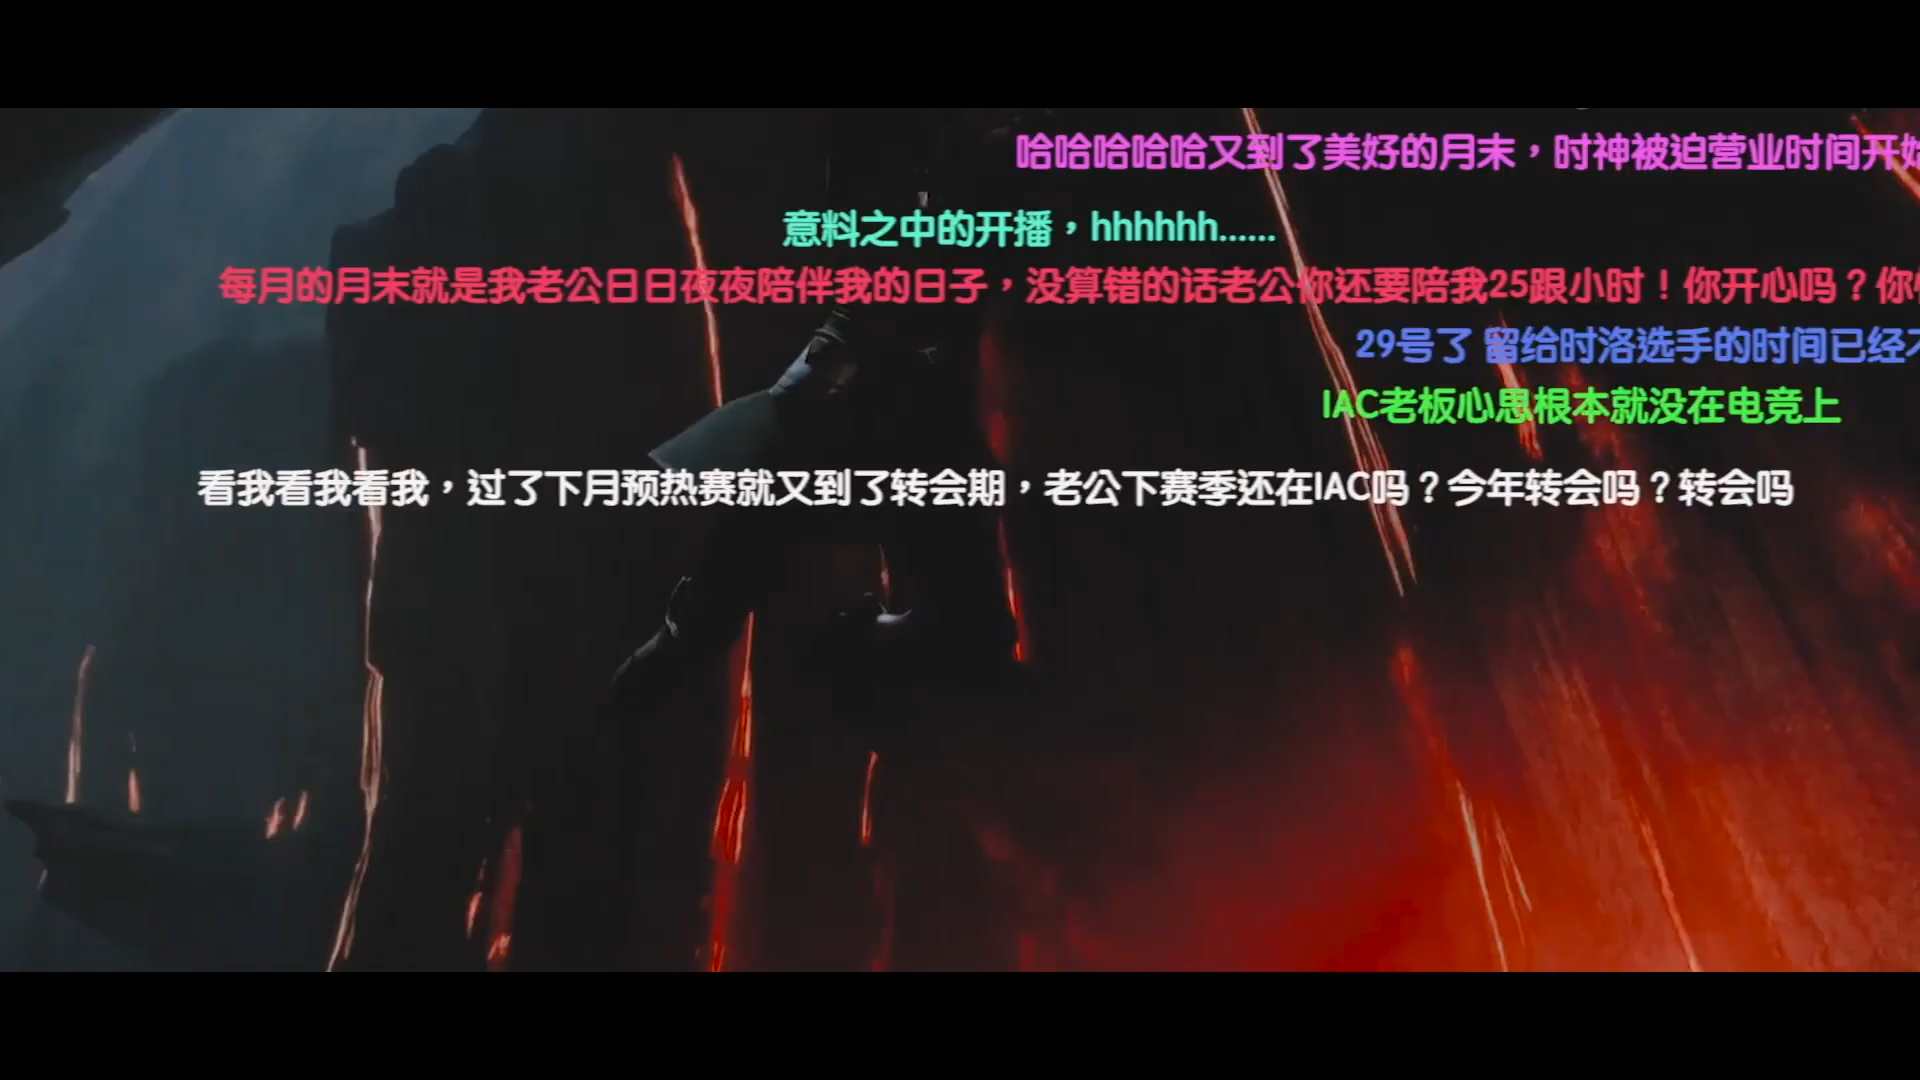 哈哈哈哈哈又到了美好的月末，时神被迫营业时间开始
意料之中的开播，hhhhhh......
每月的月末就是我老公日日夜夜陪伴我的日子，没算错的话老公你还要陪我25跟小时！你开心吗？你
29号了 留给时洛选手的时间已经不
IAC老板心思根本就没在电竞上
看我看我看我，过了下月预热赛就又到了转会期，老公下赛季还在IAC吗？今年转会吗？转会吗